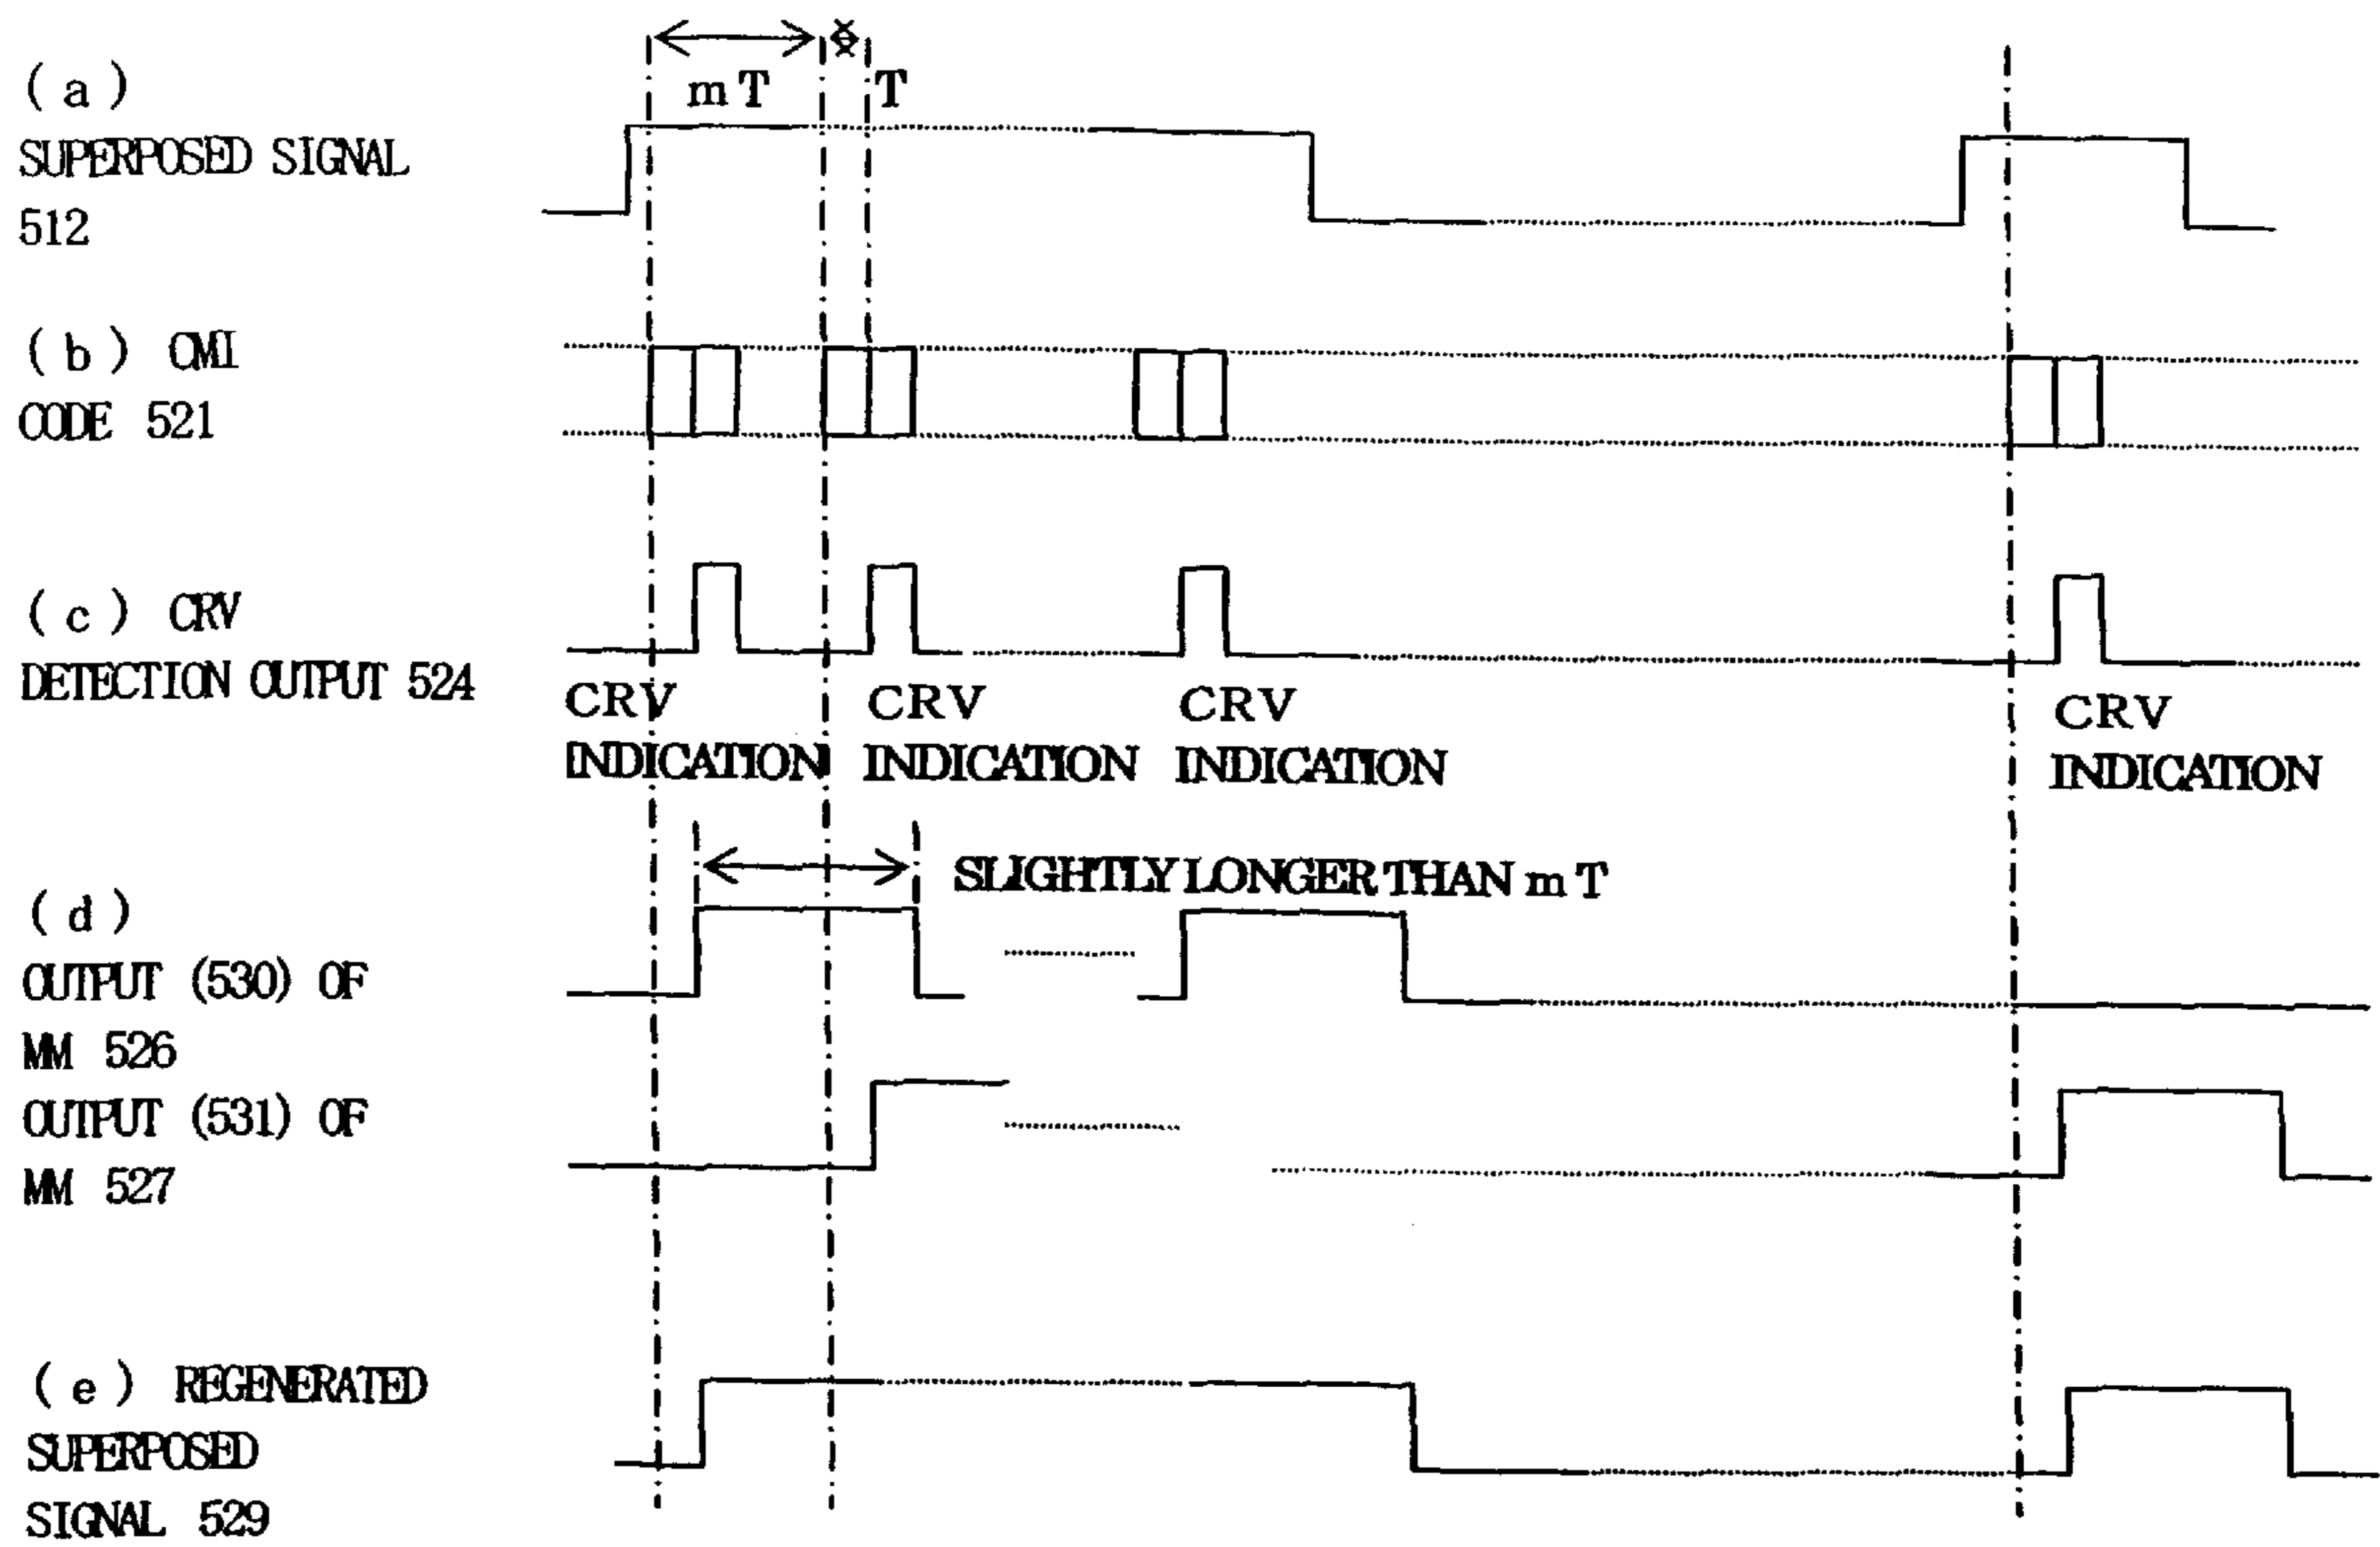 mT
T
(a)
SUPERPOSED SIGNAL
512
(b) CMI
CODE 521
(c) CRV
DETECTION OUTPUT 524
CRV
INDICATION
CRV
INDICATION
CRV
INDICATION
CRV
INDICATION
SLIGHTLY LONGER THAN mT
(d)
OUTPUT (530) OF
MM 526
OUTPUT (531) OF
MM 527
(e) REGENERATED
SUPERPOSED
SIGNAL 529